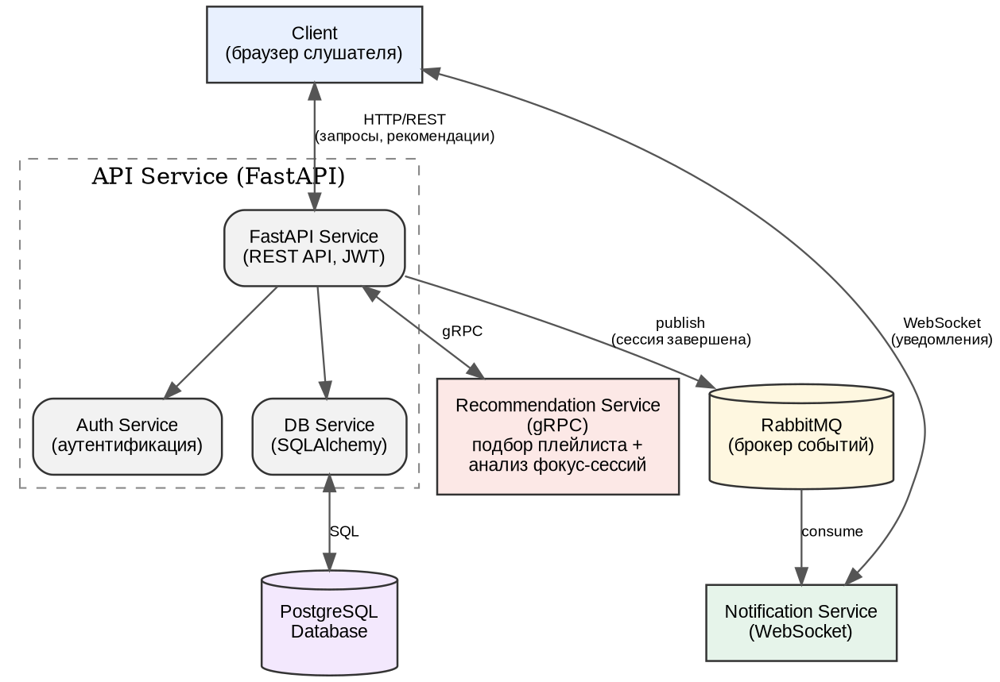 Client
(браузер слушателя)
HTTP/REST
(запросы, рекомендации)
API Service (FastAPI)
FastAPI Service
(REST API, JWT)
gRPC
publish
(сессия завершена)
WebSocket
(уведомления)
Auth Service
(аутентификация)
DB Service
(SQLAlchemy)
Recommendation Service
(gRPC)
подбор плейлиста +
анализ фокус-сессий
RabbitMQ
(брокер событий)
SQL
consume
PostgreSQL
Database
Notification Service
(WebSocket)